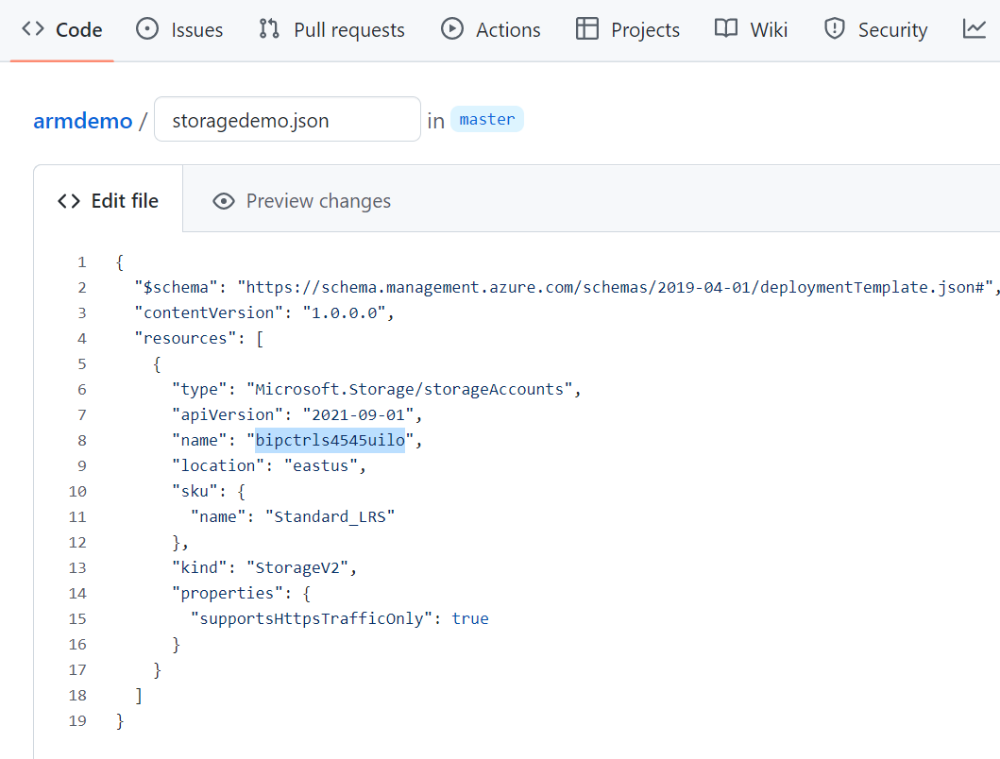 Code Issues Pull requests Actions Projects Wiki Security
armdemo / storagedemo.json in master
Edit file Preview changes
1 {
2 "$schema": "https://schema.management.azure.com/schemas/2019-04-01/deploymentTemplate.json#",
3 "contentVersion": "1.0.0.0",
4 "resources": [
5 {
6 "type": "Microsoft.Storage/storageAccounts",
7 "apiVersion": "2021-09-01",
8 "name": "bipctrls4545uilo",
9 "location": "eastus",
10 "sku": {
11 "name": "Standard_LRS"
12 },
13 "kind": "StorageV2",
14 "properties": {
15 "supportsHttpsTrafficOnly": true
16 }
17 }
18 ]
19 }